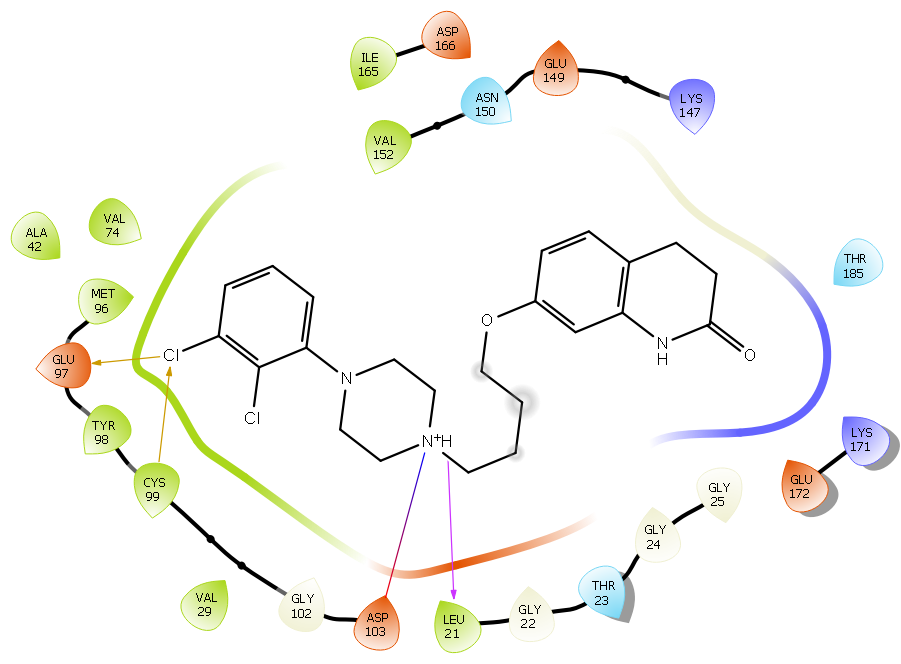 ASP
166
ILE
165
GLU
149
ASN
150
LYS
147
VAL
152
VAL
74
ALA
42
THR
185
MET
96
O
Cl
GLU
97
N
H
O
N
Cl
TYR
98
N⁺H
LYS
171
CYS
99
GLU
172
GLY
25
GLY
24
THR
23
VAL
29
GLY
102
ASP
103
LEU
21
GLY
22